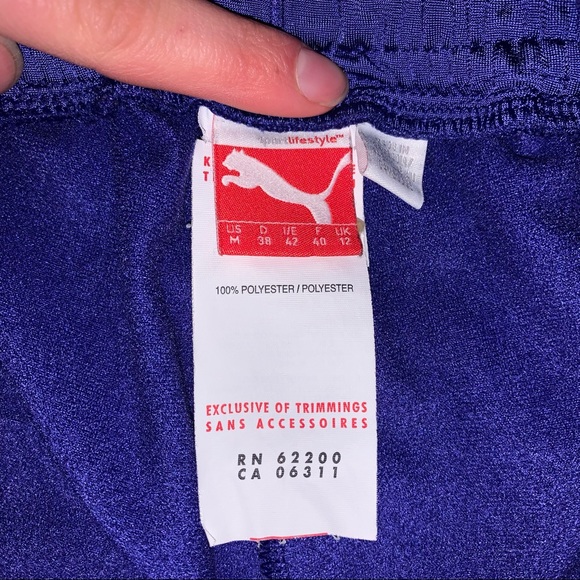 sportlifestyle™
K
T
E
US D I/E F UK
M 38 42 40 12
100% POLYESTER / POLYESTER
EXCLUSIVE OF TRIMMINGS
SANS ACCESSOIRES
RN 62200
CA 06311